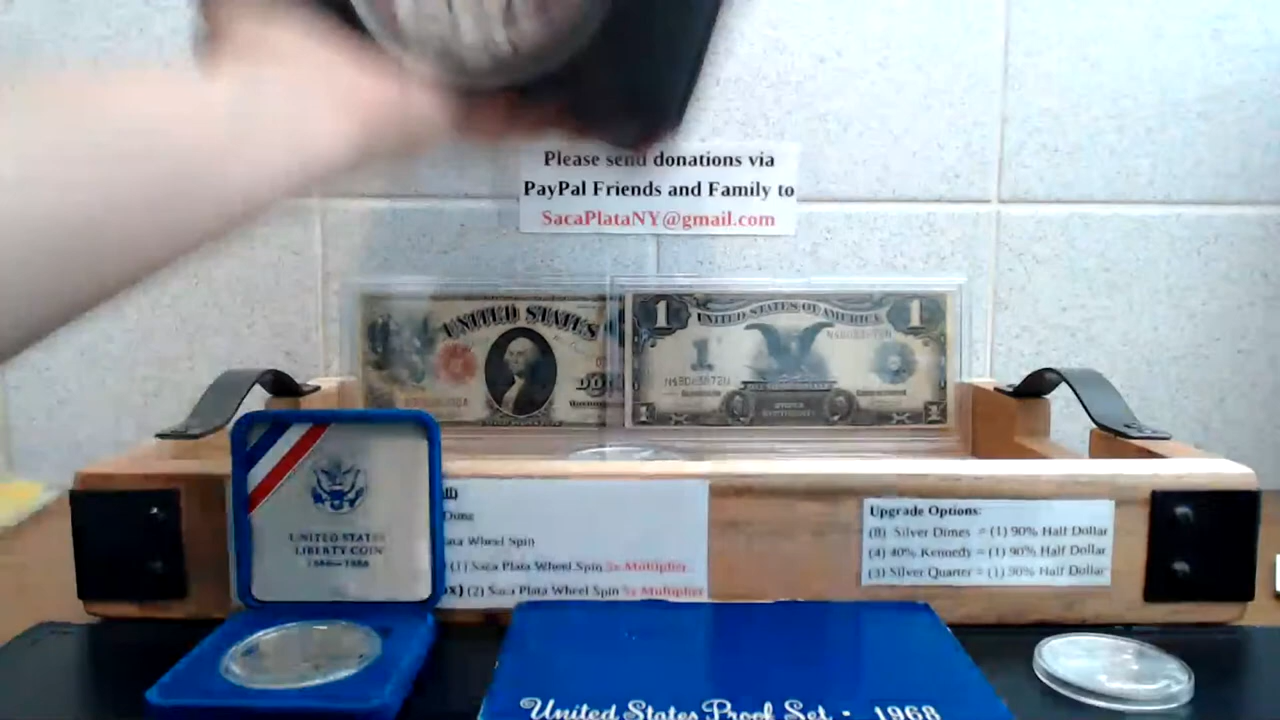 Please send donations via
PayPal Friends and Family to
SacaPlataNY@gmail.com
UNITED STATES
1 UNITED STATES OF AMERICA 1
1
UNITED STATES
LIBERTY COIN
Dime
Wheel Spin
(1) Saca Plata Wheel Spin 3x Multiplier
(2) Saca Plata Wheel Spin 5x Multiplier
Upgrade Options:
(8) Silver Dimes = (1) 90% Half Dollar
(4) 40% Kennedy = (1) 90% Half Dollar
(3) Silver Quarter = (1) 90% Half Dollar
United States Proof Set - 1968